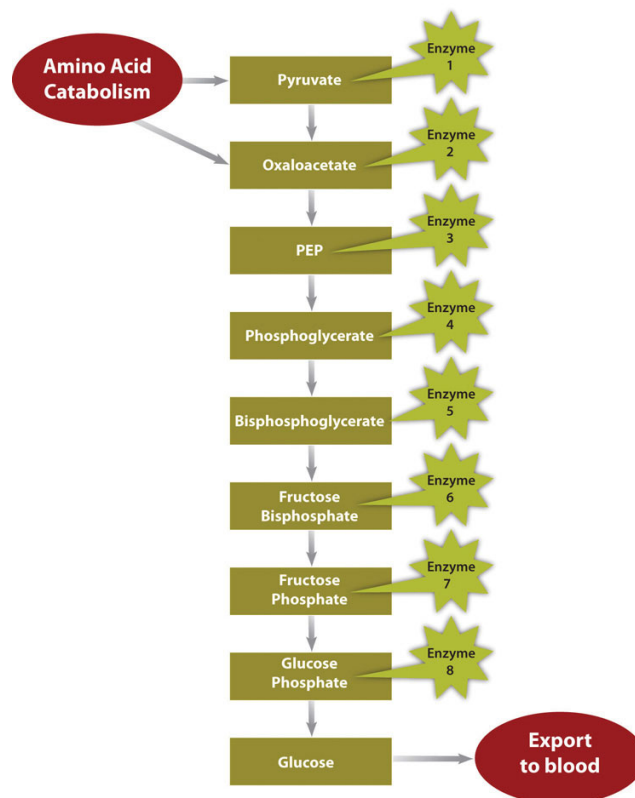 Amino Acid
Catabolism
Pyruvate
Enzyme
1
Oxaloacetate
Enzyme
2
PEP
Enzyme
3
Phosphoglycerate
Enzyme
4
Bisphosphoglycerate
Enzyme
5
Fructose
Bisphosphate
Enzyme
6
Fructose
Phosphate
Enzyme
7
Glucose
Phosphate
Enzyme
8
Glucose
Export
to blood